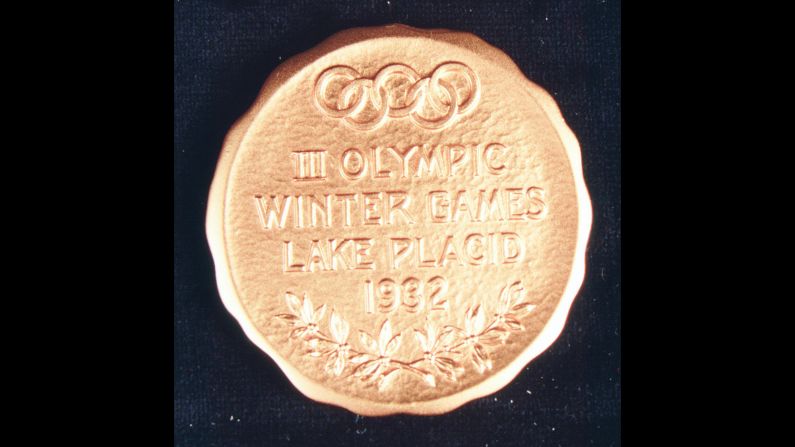 III OLYMPIC
WINTER GAMES
LAKE PLACID
1932